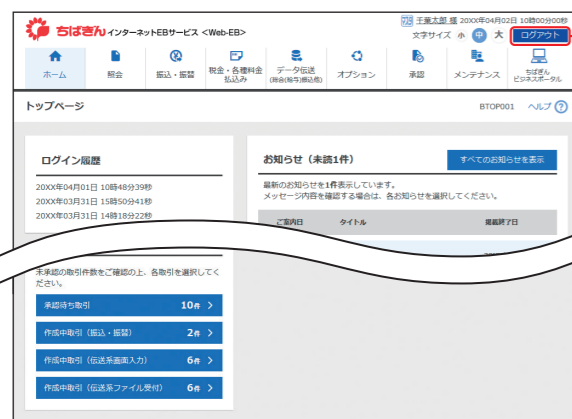 千葉太郎 様 20XX年04月02日 10時00分00秒
ちばぎん インターネットEBサービス <Web-EB>
文字サイズ 小 中 大 ログアウト
ホーム 照会 振込・振替 税金・各種料金払込み データ伝送(総合(給与)振込他) オプション 承認 メンテナンス ちばぎんビジネスポータル
トップページ BTOP001 ヘルプ ?
ログイン履歴
20XX年04月01日 10時48分39秒
20XX年03月31日 15時50分41秒
20XX年03月31日 14時18分22秒
お知らせ（未読1件） すべてのお知らせを表示
最新のお知らせを1件表示しています。
メッセージ内容を確認する場合は、各お知らせを選択してください。
ご案内日 タイトル 掲載終了日
未承認の取引件数をご確認の上、各取引を選択してく
ださい。
承認待ち取引 10件
作成中取引（振込・振替） 2件
作成中取引（伝送系画面入力） 6件
作成中取引（伝送系ファイル受付） 6件